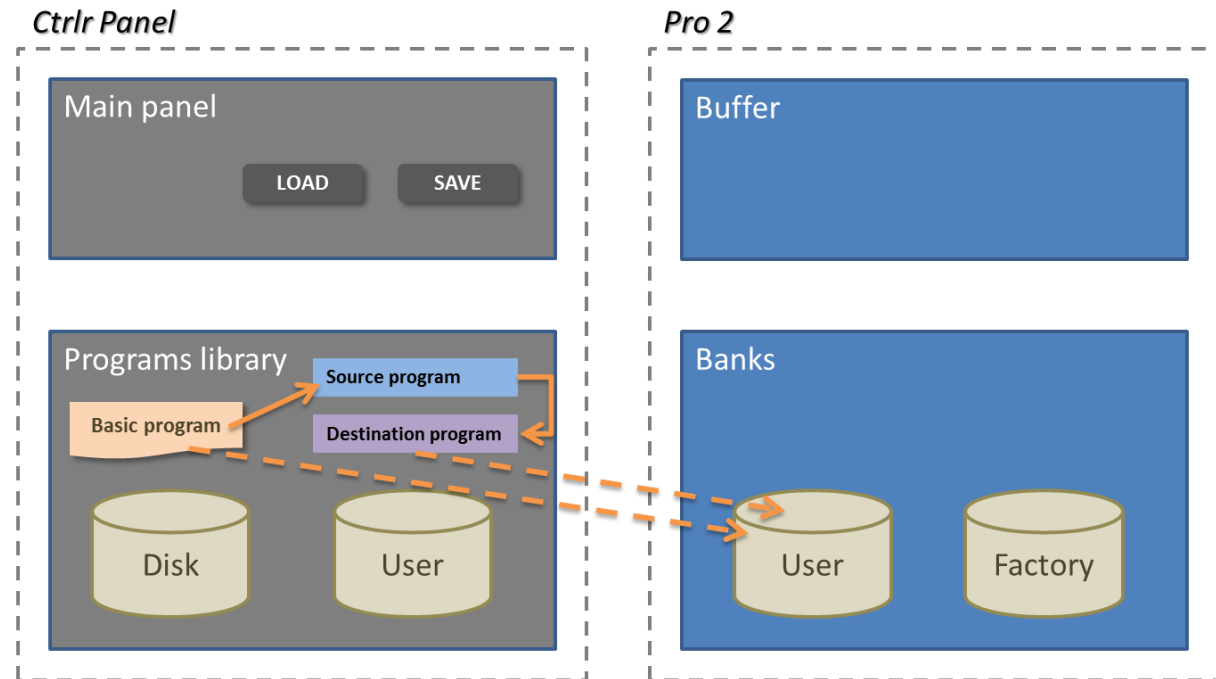 Ctrlr Panel
Pro 2
Main panel
LOAD
SAVE
Buffer
Programs library
Source program
Basic program
Destination program
Disk
User
Banks
User
Factory